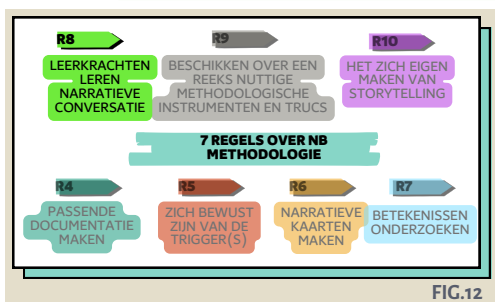 R8
LEERKRACHTEN
LEREN
NARRATIEVE
CONVERSATIE
R9
BESCHIKKEN OVER EEN
REEKS NUTTIGE
METHODOLOGISCHE
INSTRUMENTEN EN TRUCS
R10
HET ZICH EIGEN
MAKEN VAN
STORYTELLING
7 REGELS OVER NB
METHODOLOGIE
R4
PASSENDE
DOCUMENTATIE
MAKEN
R5
ZICH BEWUST
ZIJN VAN DE
TRIGGER(S)
R6
NARRATIEVE
KAARTEN
MAKEN
R7
BETEKENISSEN
ONDERZOEKEN
FIG.12